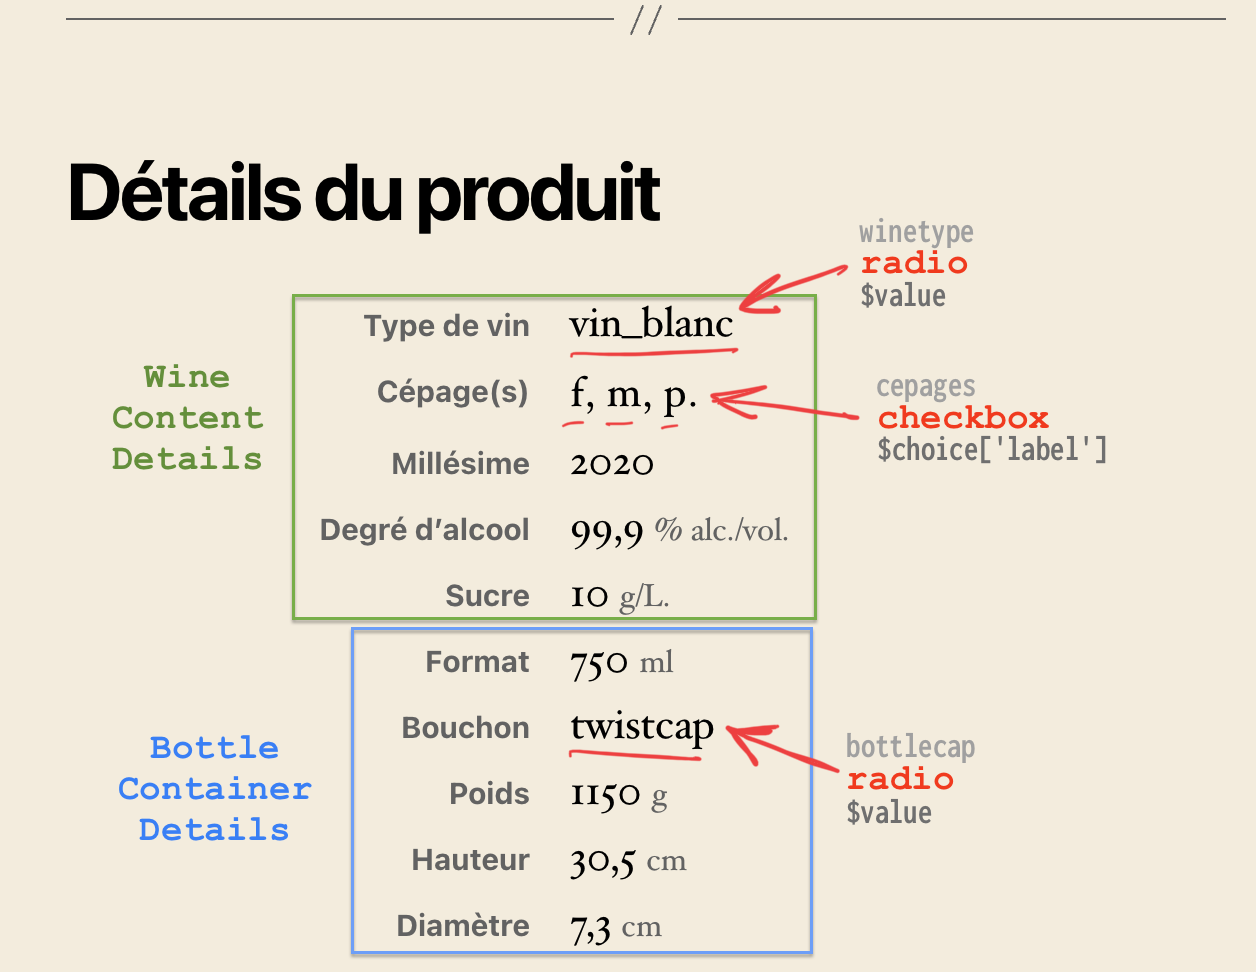 //
Détails du produit
winetype
radio
$value
Wine
Content
Details
Type de vin vin_blanc
Cépage(s) f, m, p.
cepages
checkbox
$choice['label']
Millésime 2020
Degré d’alcool 99,9 % alc./vol.
Sucre 10 g/L.
Bottle
Container
Details
Format 750 ml
Bouchon twistcap
bottlecap
radio
$value
Poids 1150 g
Hauteur 30,5 cm
Diamètre 7,3 cm